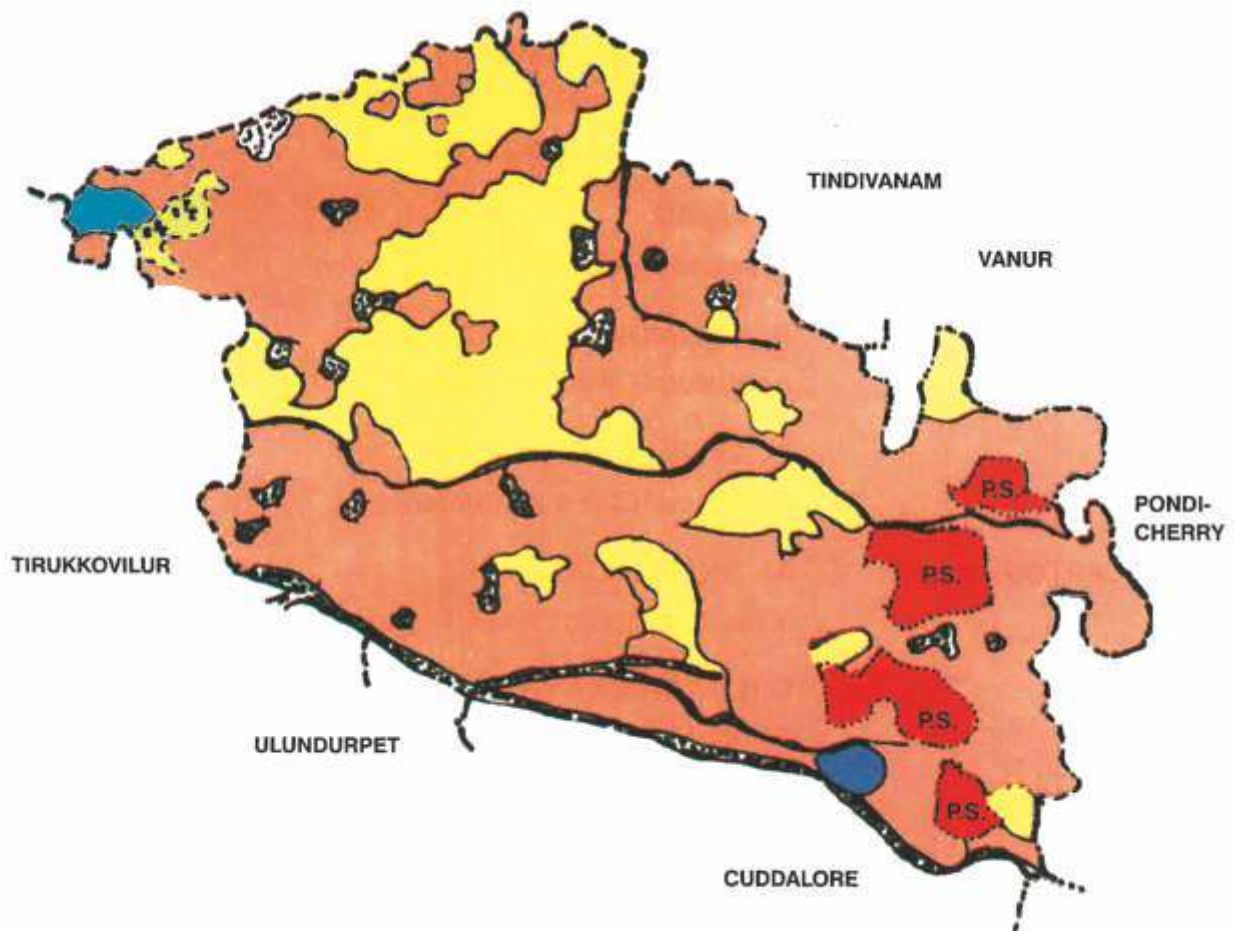 TINDIVANAM
VANUR
P.S.
PONDI-
CHERRY
TIRUKKOVILUR
P.S.
P.S.
ULUNDURPET
P.S.
CUDDALORE